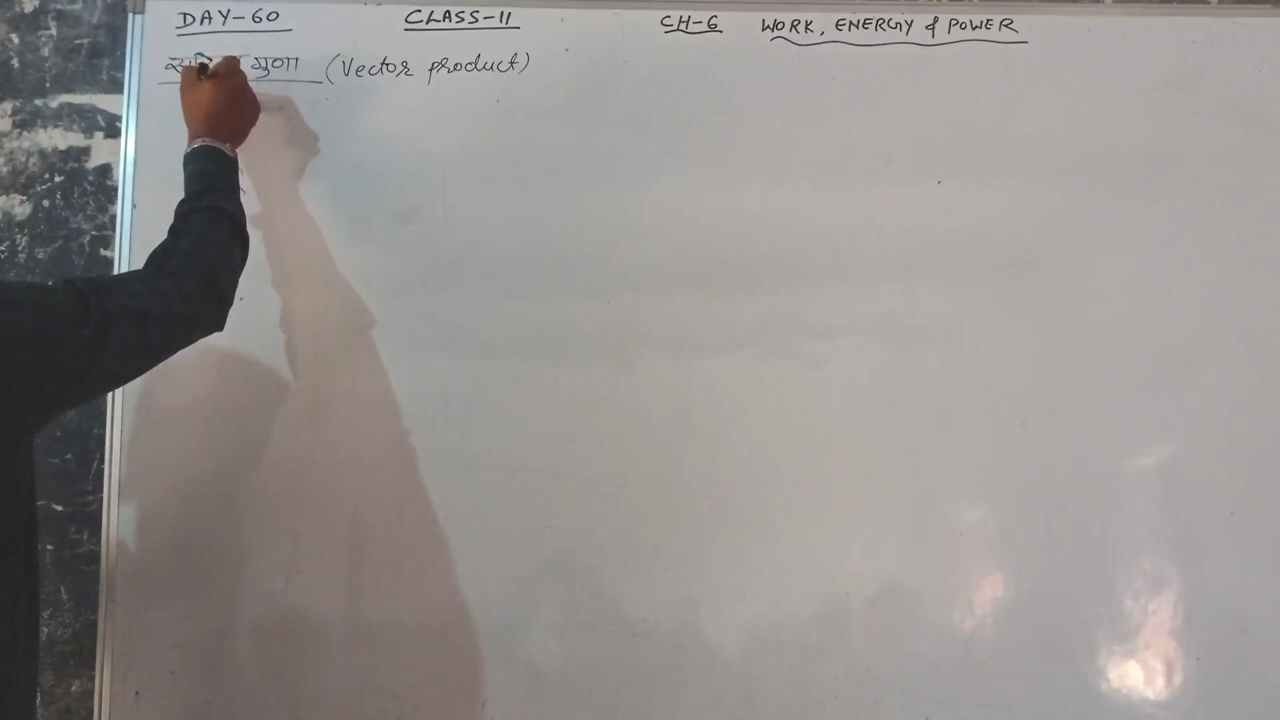 DAY-60 CLASS-11 CH-6 WORK, ENERGY & POWER
गुणा (Vector product)